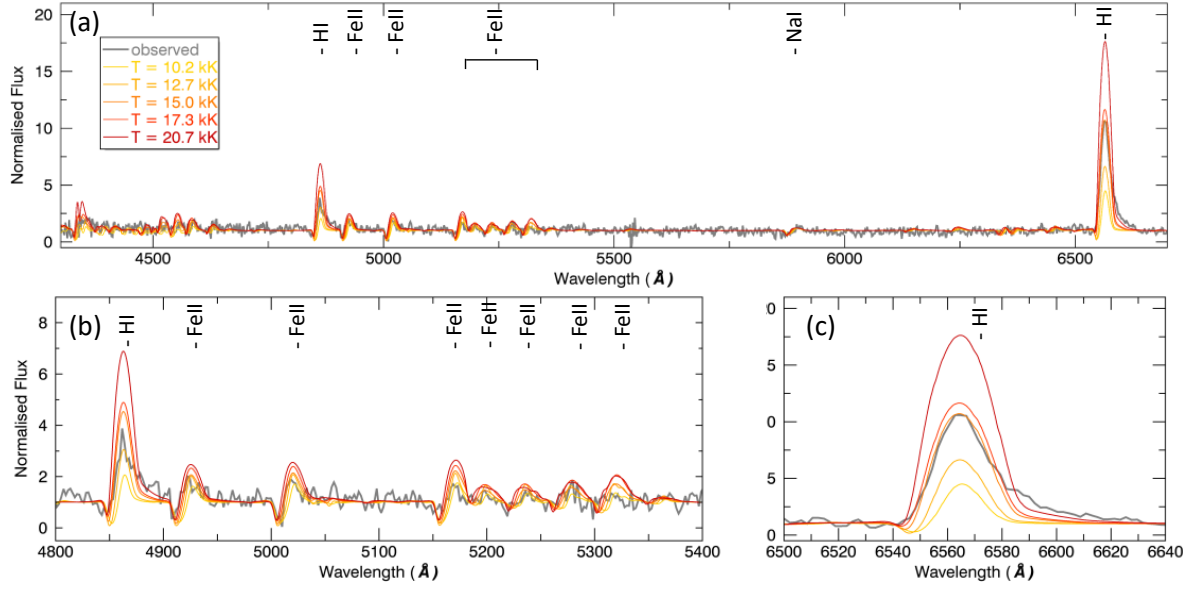 (a)
HI
FeII
FeII
FeII
NaI
HI
20
15
10
5
0
Normalised Flux
observed
T = 10.2 kK
T = 12.7 kK
T = 15.0 kK
T = 17.3 kK
T = 20.7 kK
4500
5000
5500
6000
6500
Wavelength (Å)
(b)
HI
FeII
FeII
FeII
FeII
FeII
FeII
FeII
8
6
4
2
0
Normalised Flux
4800
4900
5000
5100
5200
5300
5400
Wavelength (Å)
(c)
HI
0
5
0
5
0
6500
6520
6540
6560
6580
6600
6620
6640
Wavelength (Å)